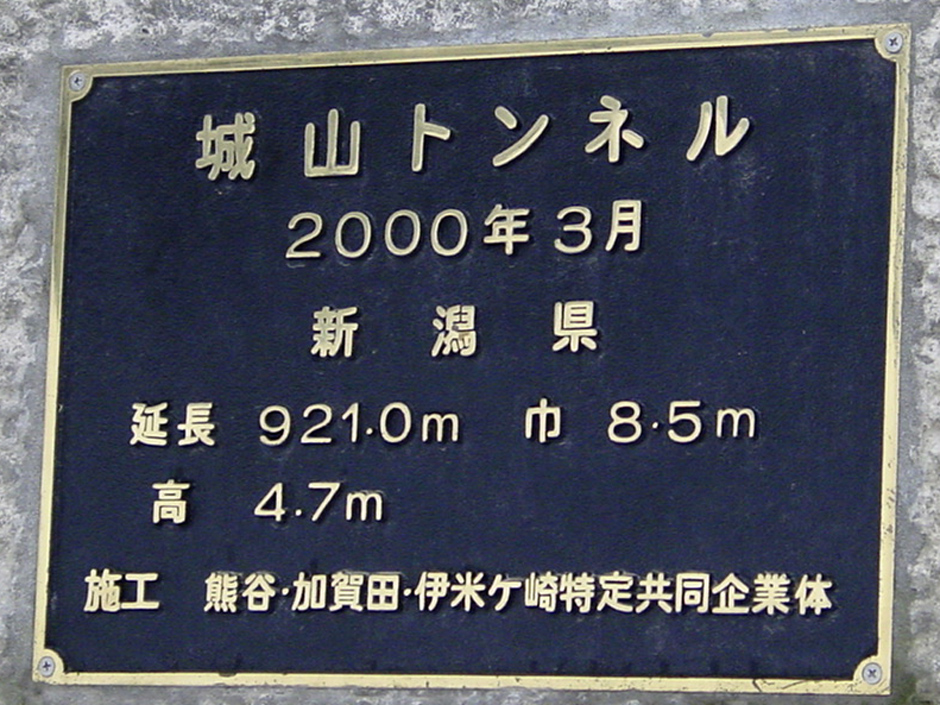 城山トンネル
2000年3月
新潟県
延長 921.0m 巾 8.5m
高 4.7m
施工 熊谷・加賀田・伊米ケ崎特定共同企業体